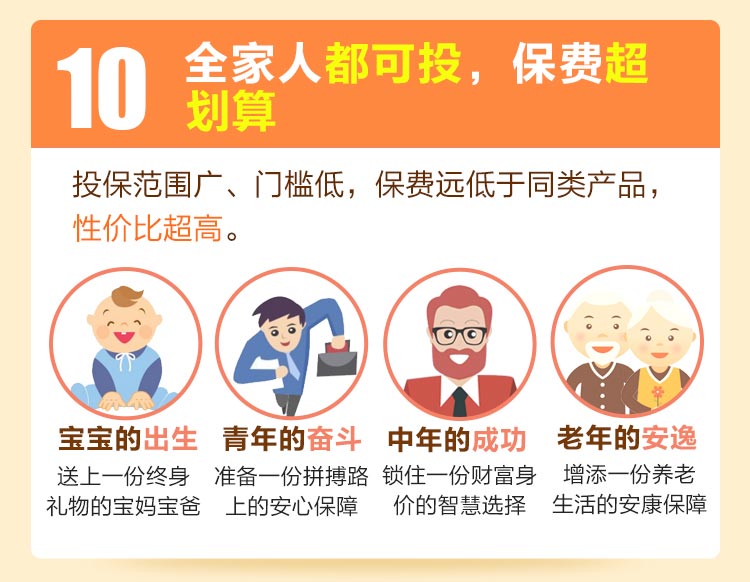 10
全家人都可投，保费超
划算
投保范围广、门槛低，保费远低于同类产品，
性价比超高。
宝宝的出生
送上一份终身
礼物的宝妈宝爸
青年的奋斗
准备一份拼搏路
上的安心保障
中年的成功
锁住一份财富身
价的智慧选择
老年的安逸
增添一份养老
生活的安康保障